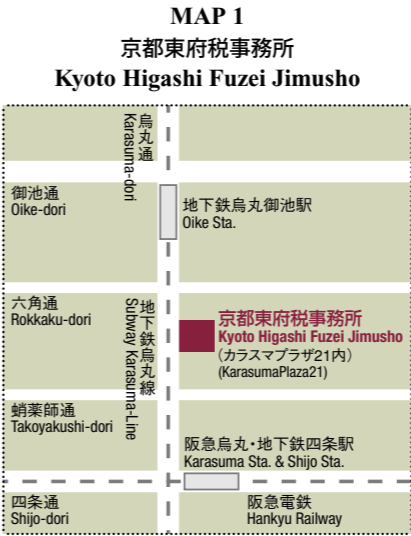 MAP 1
京都東府税事務所
Kyoto Higashi Fuzei Jimusho
烏丸通
Karasuma-dori
御池通
Oike-dori
地下鉄烏丸御池駅
Oike Sta.
六角通
Rokkaku-dori
地下鉄烏丸線
Subway Karasuma-Line
京都東府税事務所
Kyoto Higashi Fuzei Jimusho
（カラスマプラザ21内）
(KarasumaPlaza21)
蛸薬師通
Takoyakushi-dori
阪急烏丸・地下鉄四条駅
Karasuma Sta. & Shijo Sta.
四条通
Shijo-dori
阪急電鉄
Hankyu Railway